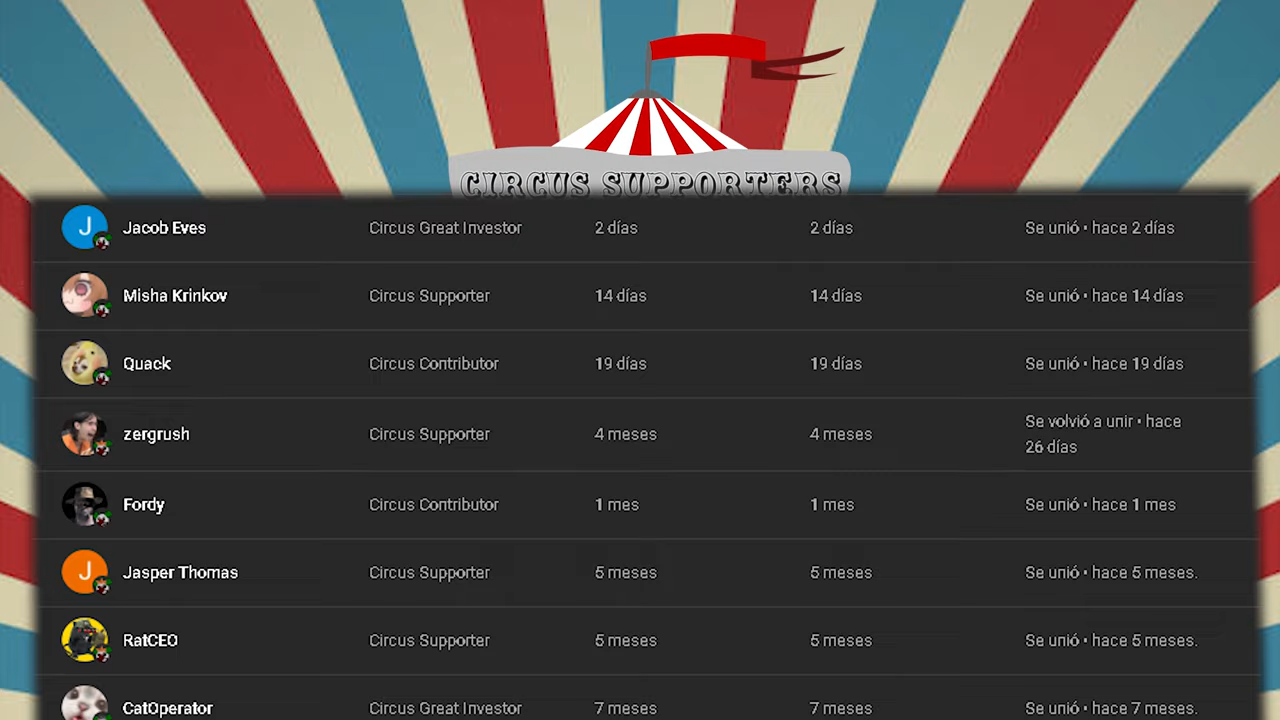 CIRCUS SUPPORTERS
J Jacob Eves Circus Great Investor 2 días 2 días Se unió • hace 2 días
Misha Krinkov Circus Supporter 14 días 14 días Se unió • hace 14 días
Quack Circus Contributor 19 días 19 días Se unió • hace 19 días
zergrush Circus Supporter 4 meses 4 meses Se volvió a unir • hace
26 días
Fordy Circus Contributor 1 mes 1 mes Se unió • hace 1 mes
J Jasper Thomas Circus Supporter 5 meses 5 meses Se unió • hace 5 meses.
RatCEO Circus Supporter 5 meses 5 meses Se unió • hace 5 meses.
CatOperator Circus Great Investor 7 meses 7 meses Se unió • hace 7 meses.